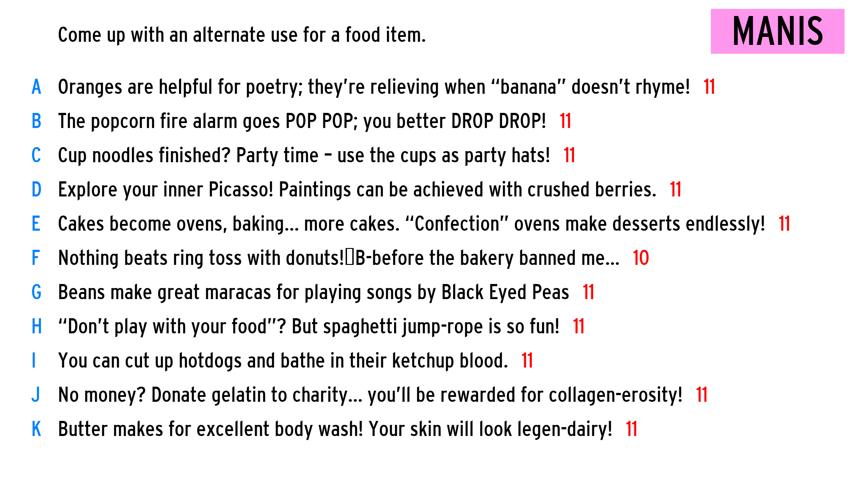 Come up with an alternate use for a food item.
MANIS
A Oranges are helpful for poetry; they're relieving when “banana” doesn't rhyme! 11
B The popcorn fire alarm goes POP POP; you better DROP DROP! 11
C Cup noodles finished? Party time – use the cups as party hats! 11
D Explore your inner Picasso! Paintings can be achieved with crushed berries. 11
E Cakes become ovens, baking... more cakes. “Confection” ovens make desserts endlessly! 11
F Nothing beats ring toss with donuts!▯B-before the bakery banned me... 10
G Beans make great maracas for playing songs by Black Eyed Peas 11
H “Don't play with your food”? But spaghetti jump-rope is so fun! 11
I You can cut up hotdogs and bathe in their ketchup blood. 11
J No money? Donate gelatin to charity... you'll be rewarded for collagen-erosity! 11
K Butter makes for excellent body wash! Your skin will look legen-dairy! 11